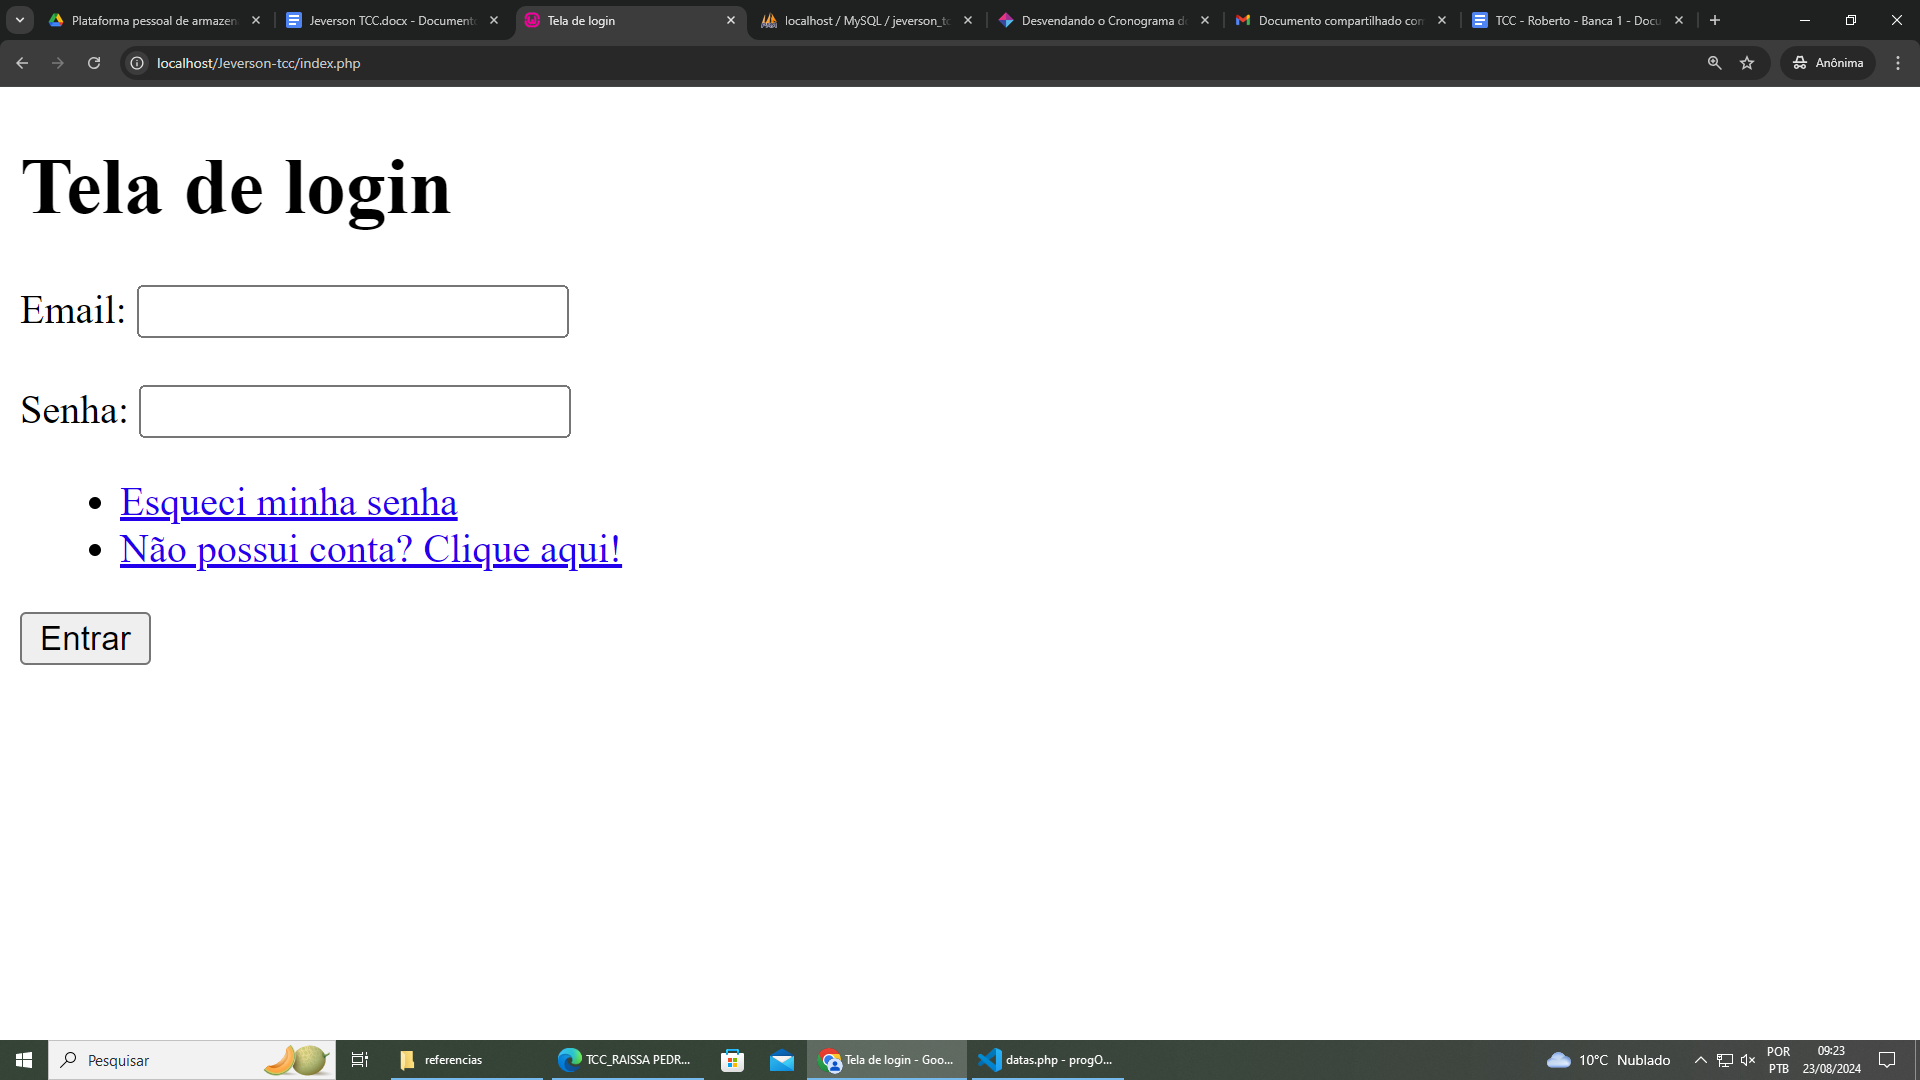 Plataforma pessoal de armazen
Jeverson TCC.docx - Documento
Tela de login
localhost / MySQL / jeverson_tc
Desvendando o Cronograma d
Documento compartilhado con
TCC - Roberto - Banca 1 - Docu
localhost/Jeverson-tcc/index.php
Anônima
Tela de login
Email:
Senha:
Esqueci minha senha
Não possui conta? Clique aqui!
Entrar
Pesquisar
referencias
TCC_RAISSA PEDR...
Tela de login - Goo...
datas.php - progO...
10°C Nublado
POR
PTB
09:23
23/08/2024